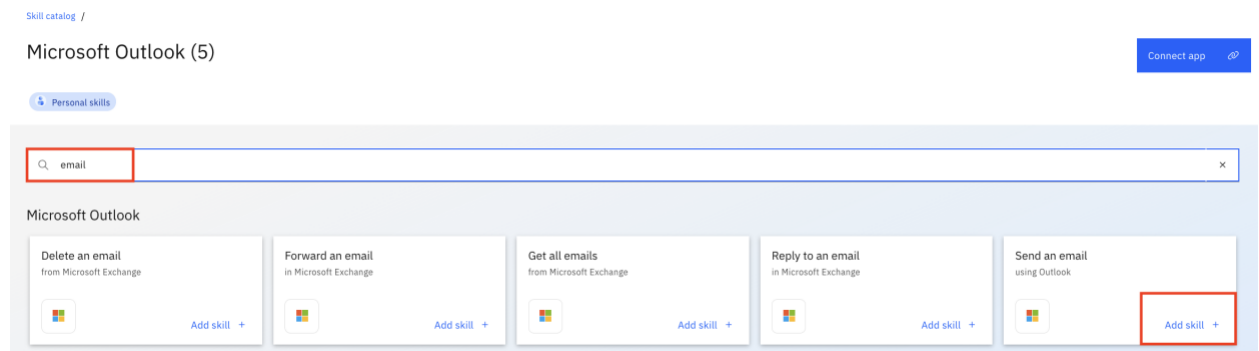 Skill catalog /
Microsoft Outlook (5)
Connect app
Personal skills
email
Microsoft Outlook
Delete an email
from Microsoft Exchange
Add skill +
Forward an email
in Microsoft Exchange
Add skill +
Get all emails
from Microsoft Exchange
Add skill +
Reply to an email
in Microsoft Exchange
Add skill +
Send an email
using Outlook
Add skill +